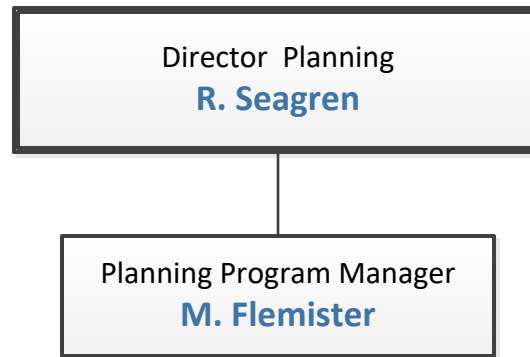 Director  Planning
R. Seagren
Planning Program Manager
M. Flemister